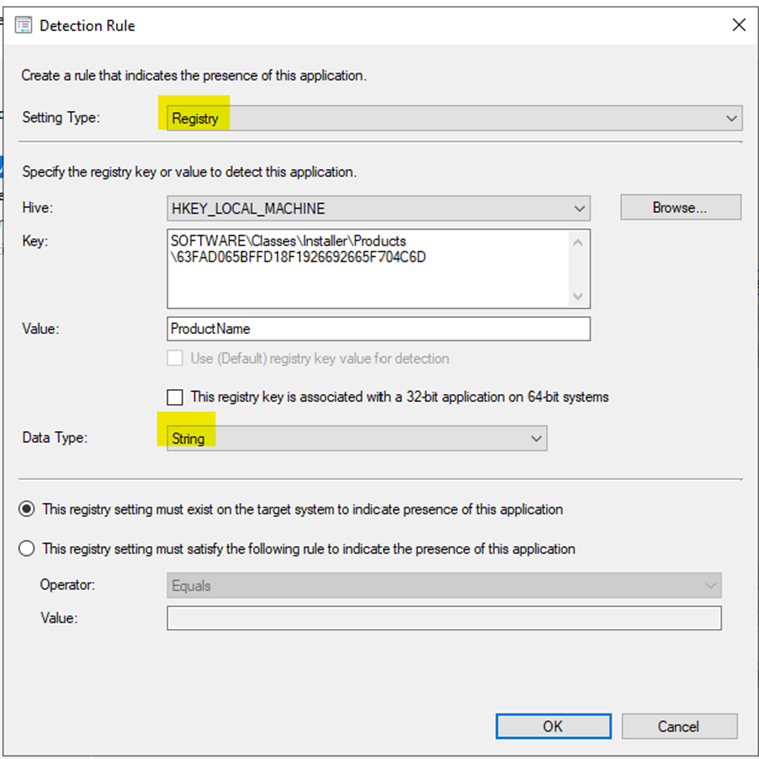 Detection Rule
Create a rule that indicates the presence of this application.
Setting Type:
Registry
Specify the registry key or value to detect this application.
Hive:
HKEY_LOCAL_MACHINE
Browse...
Key:
SOFTWARE\Classes\Installer\Products
\63FAD065BFFD18F1926692665F704C6D
Value:
ProductName
Use (Default) registry key value for detection
This registry key is associated with a 32-bit application on 64-bit systems
Data Type:
String
This registry setting must exist on the target system to indicate presence of this application
This registry setting must satisfy the following rule to indicate the presence of this application
Operator:
Equals
Value:
OK
Cancel